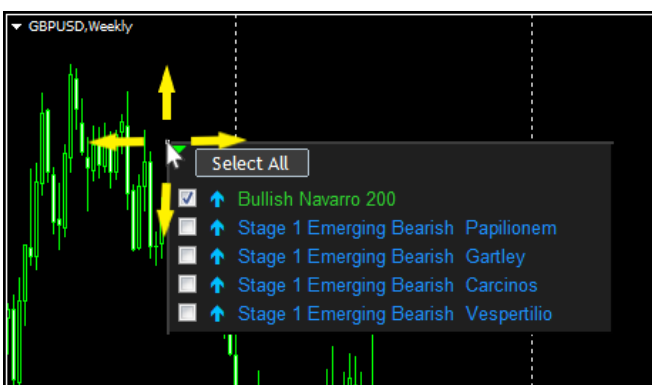 GBPUSD,Weekly
Select All
Bullish Navarro 200
Stage 1 Emerging Bearish Papilionem
Stage 1 Emerging Bearish Gartley
Stage 1 Emerging Bearish Carcinos
Stage 1 Emerging Bearish Vespertilio